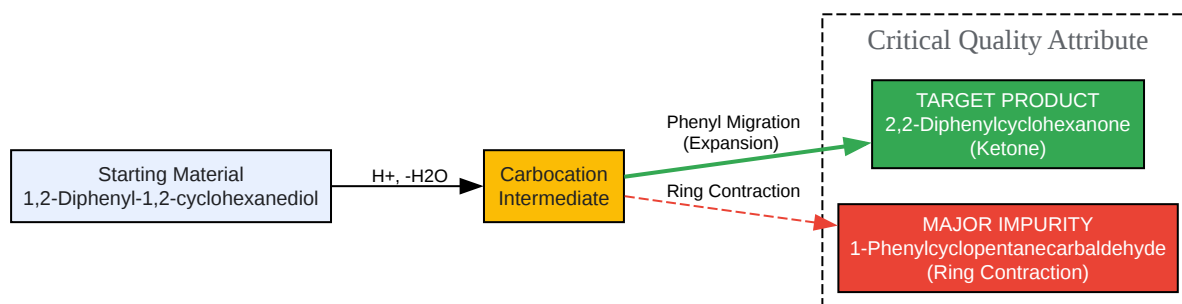 Critical Quality Attribute
TARGET PRODUCT
2,2-Diphenylcyclohexanone
(Ketone)
Phenyl Migration
(Expansion)
Starting Material
1,2-Diphenyl-1,2-cyclohexanediol
H+, -H2O
Carbocation
Intermediate
Ring Contraction
MAJOR IMPURITY
1-Phenylcyclopentanecarbaldehyde
(Ring Contraction)